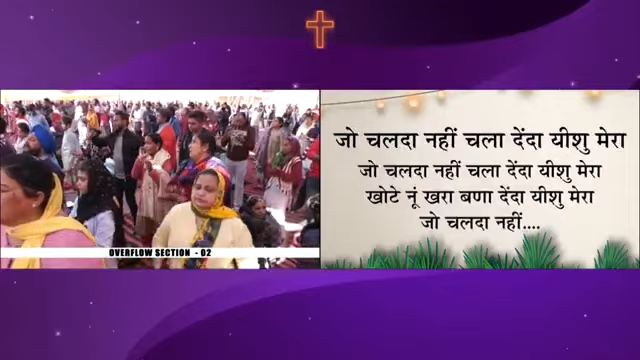 जो चलदा नहीं चला देंदा यीशु मेरा
जो चलदा नहीं चला देंदा यीशु मेरा
खोटे नूं खरा बणा देंदा यीशु मेरा
जो चलदा नहीं....
OVERFLOW SECTION - 02